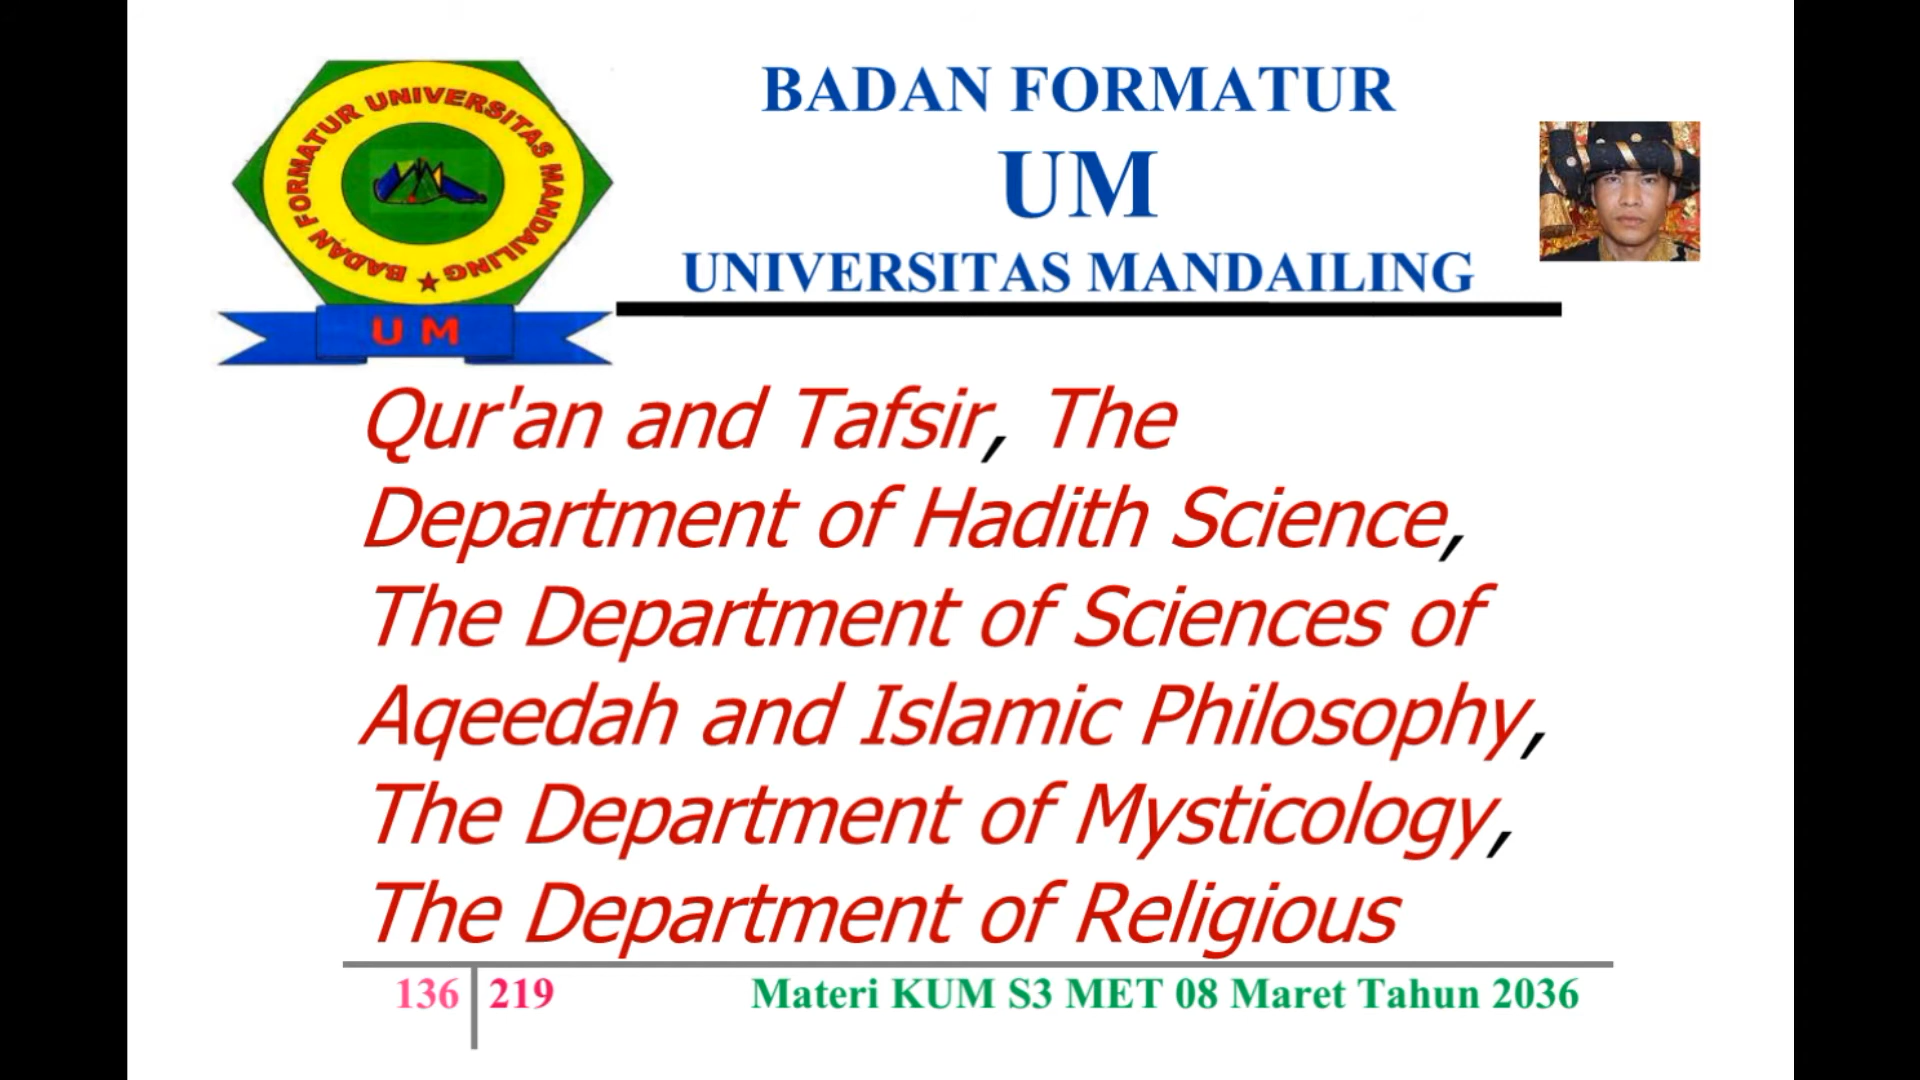 BADAN FORMATUR UNIVERSITAS MANDAILING
U M
BADAN FORMATUR
UM
UNIVERSITAS MANDAILING
Qur'an and Tafsir, The
Department of Hadith Science,
The Department of Sciences of
Aqeedah and Islamic Philosophy,
The Department of Mysticology,
The Department of Religious
136 219
Materi KUM S3 MET 08 Maret Tahun 2036